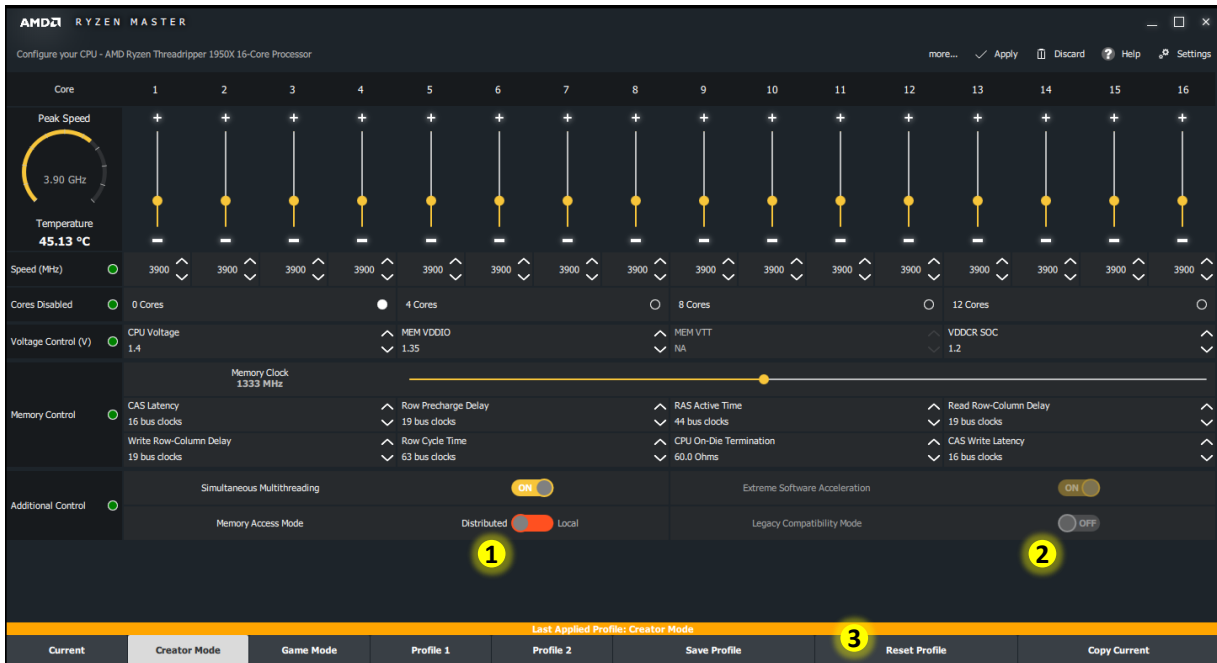 AMD RYZEN MASTER
Configure your CPU - AMD Ryzen Threadripper 1950X 16-Core Processor
more... Apply Discard ? Help Settings
Core 1 2 3 4 5 6 7 8 9 10 11 12 13 14 15 16
Peak Speed
3.90 GHz
Temperature
45.13 °C
Speed (MHz) 3900 3900 3900 3900 3900 3900 3900 3900 3900 3900 3900 3900 3900 3900 3900 3900
Cores Disabled 0 Cores 4 Cores 8 Cores 12 Cores
Voltage Control (V)
CPU Voltage MEM VDDIO MEM VTT VDDCR SOC
1.4 1.35 NA 1.2
Memory Clock
1333 MHz
Memory Control
CAS Latency Row Precharge Delay RAS Active Time Read Row-Column Delay
16 bus clocks 19 bus clocks 44 bus clocks 19 bus clocks
Write Row-Column Delay Row Cycle Time CPU On-Die Termination CAS Write Latency
19 bus clocks 63 bus clocks 60.0 Ohms 16 bus clocks
Additional Control
Simultaneous Multithreading ON Extreme Software Acceleration ON
Memory Access Mode Distributed Local Legacy Compatibility Mode OFF
1 2
Last Applied Profile: Creator Mode
3
Current Creator Mode Game Mode Profile 1 Profile 2 Save Profile Reset Profile Copy Current